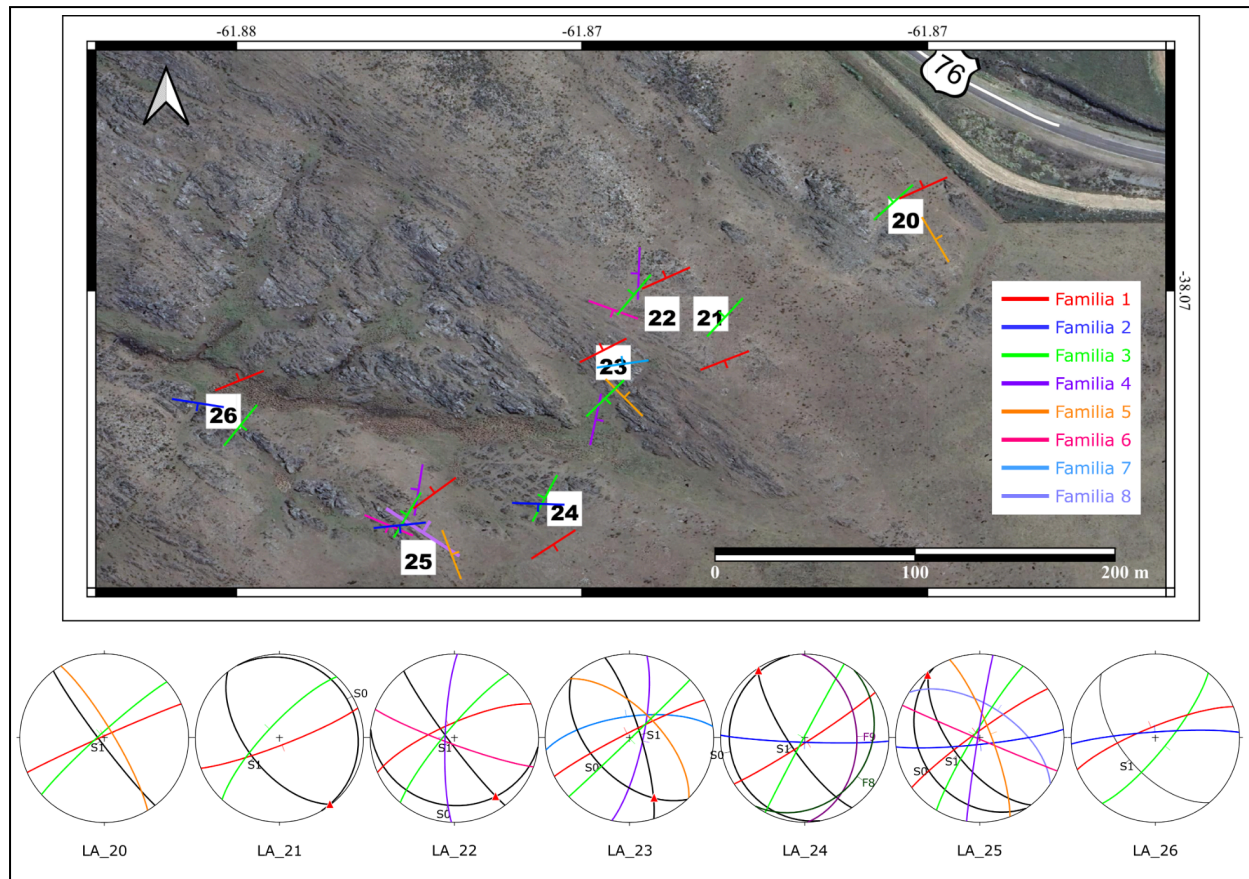 -61.88
-61.87
-61.87
76
-38.07
20
21
22
23
24
25
26
Familia 1
Familia 2
Familia 3
Familia 4
Familia 5
Familia 6
Familia 7
Familia 8
0
100
200 m
S1
S0
S1
S1
S0
S1
S0
S0
S1
F9
F8
S0
S1
S1
LA_20
LA_21
LA_22
LA_23
LA_24
LA_25
LA_26